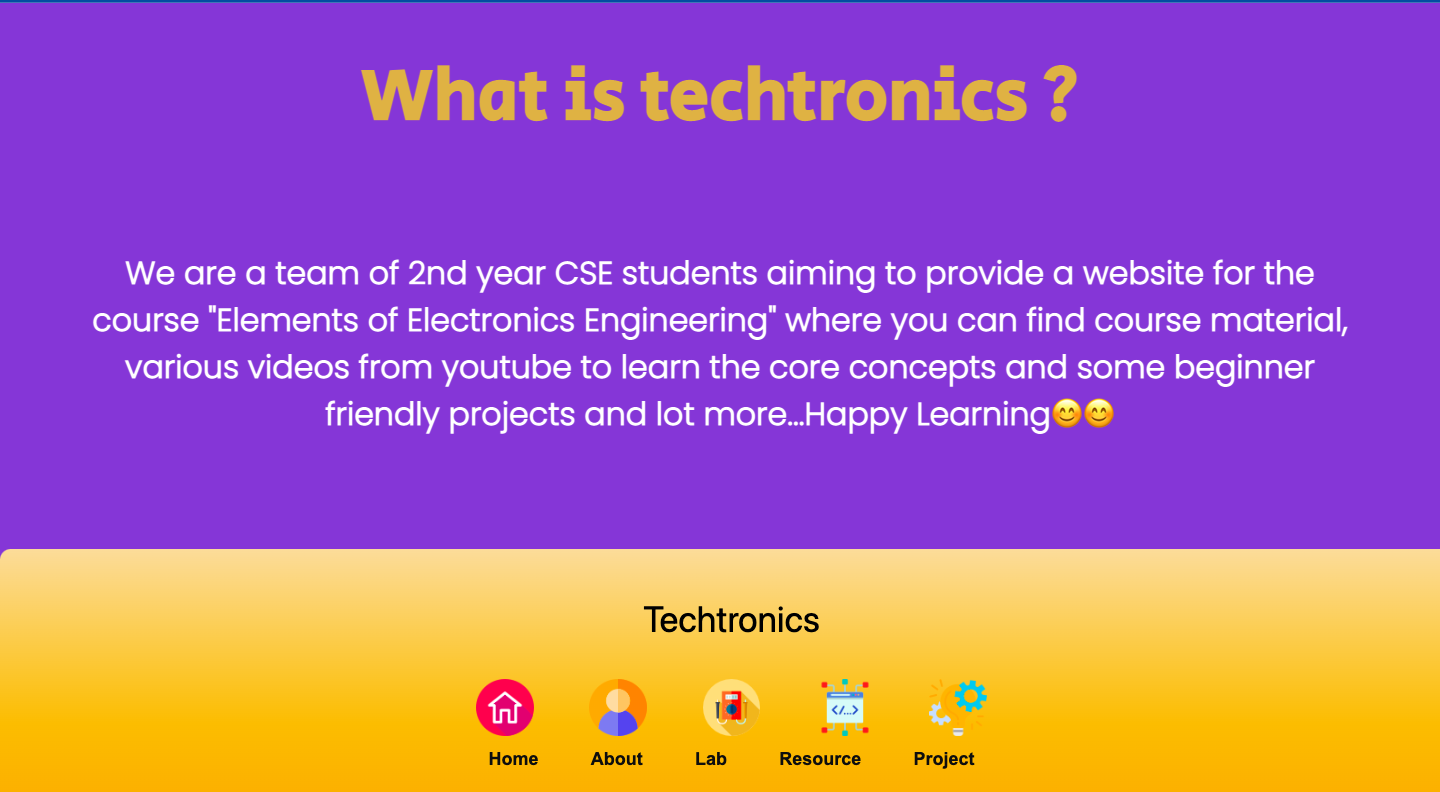 What is techtronics ?
We are a team of 2nd year CSE students aiming to provide a website for the
course "Elements of Electronics Engineering" where you can find course material,
various videos from youtube to learn the core concepts and some beginner
friendly projects and lot more...Happy Learning😊😊
Techtronics
</...>
Home About Lab Resource Project